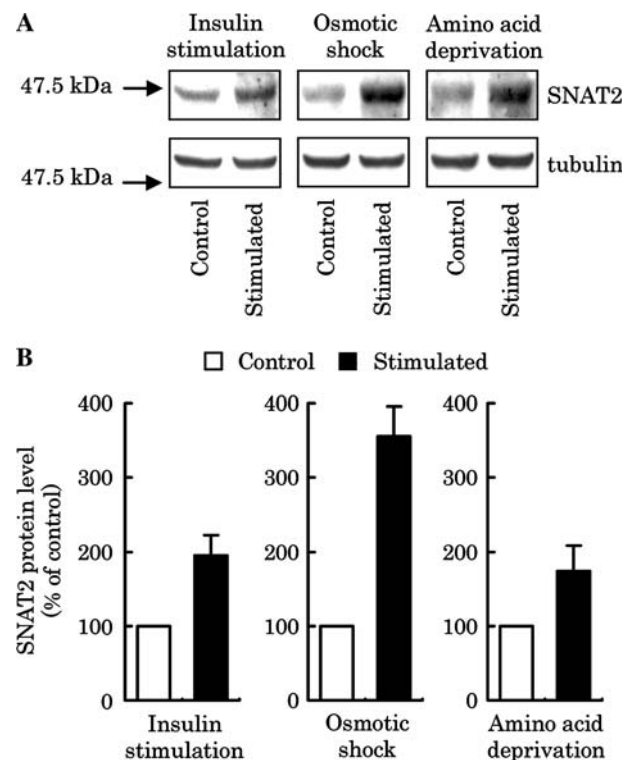 A
Insulin stimulation
Osmotic shock
Amino acid deprivation
47.5 kDa
SNAT2
47.5 kDa
tubulin
Control
Stimulated
Control
Stimulated
Control
Stimulated
B
Control
Stimulated
SNAT2 protein level
(% of control)
400
300
200
100
0
400
300
200
100
0
400
300
200
100
0
Insulin
stimulation
Osmotic
shock
Amino acid
deprivation